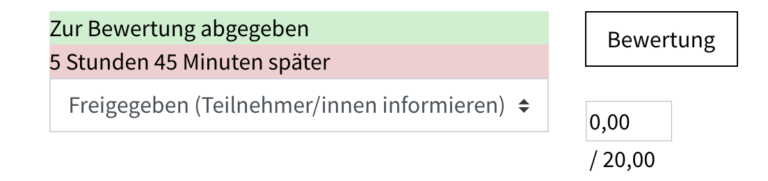 Zur Bewertung abgegeben
5 Stunden 45 Minuten später
Freigegeben (Teilnehmer/innen informieren)
Bewertung
0,00
/ 20,00